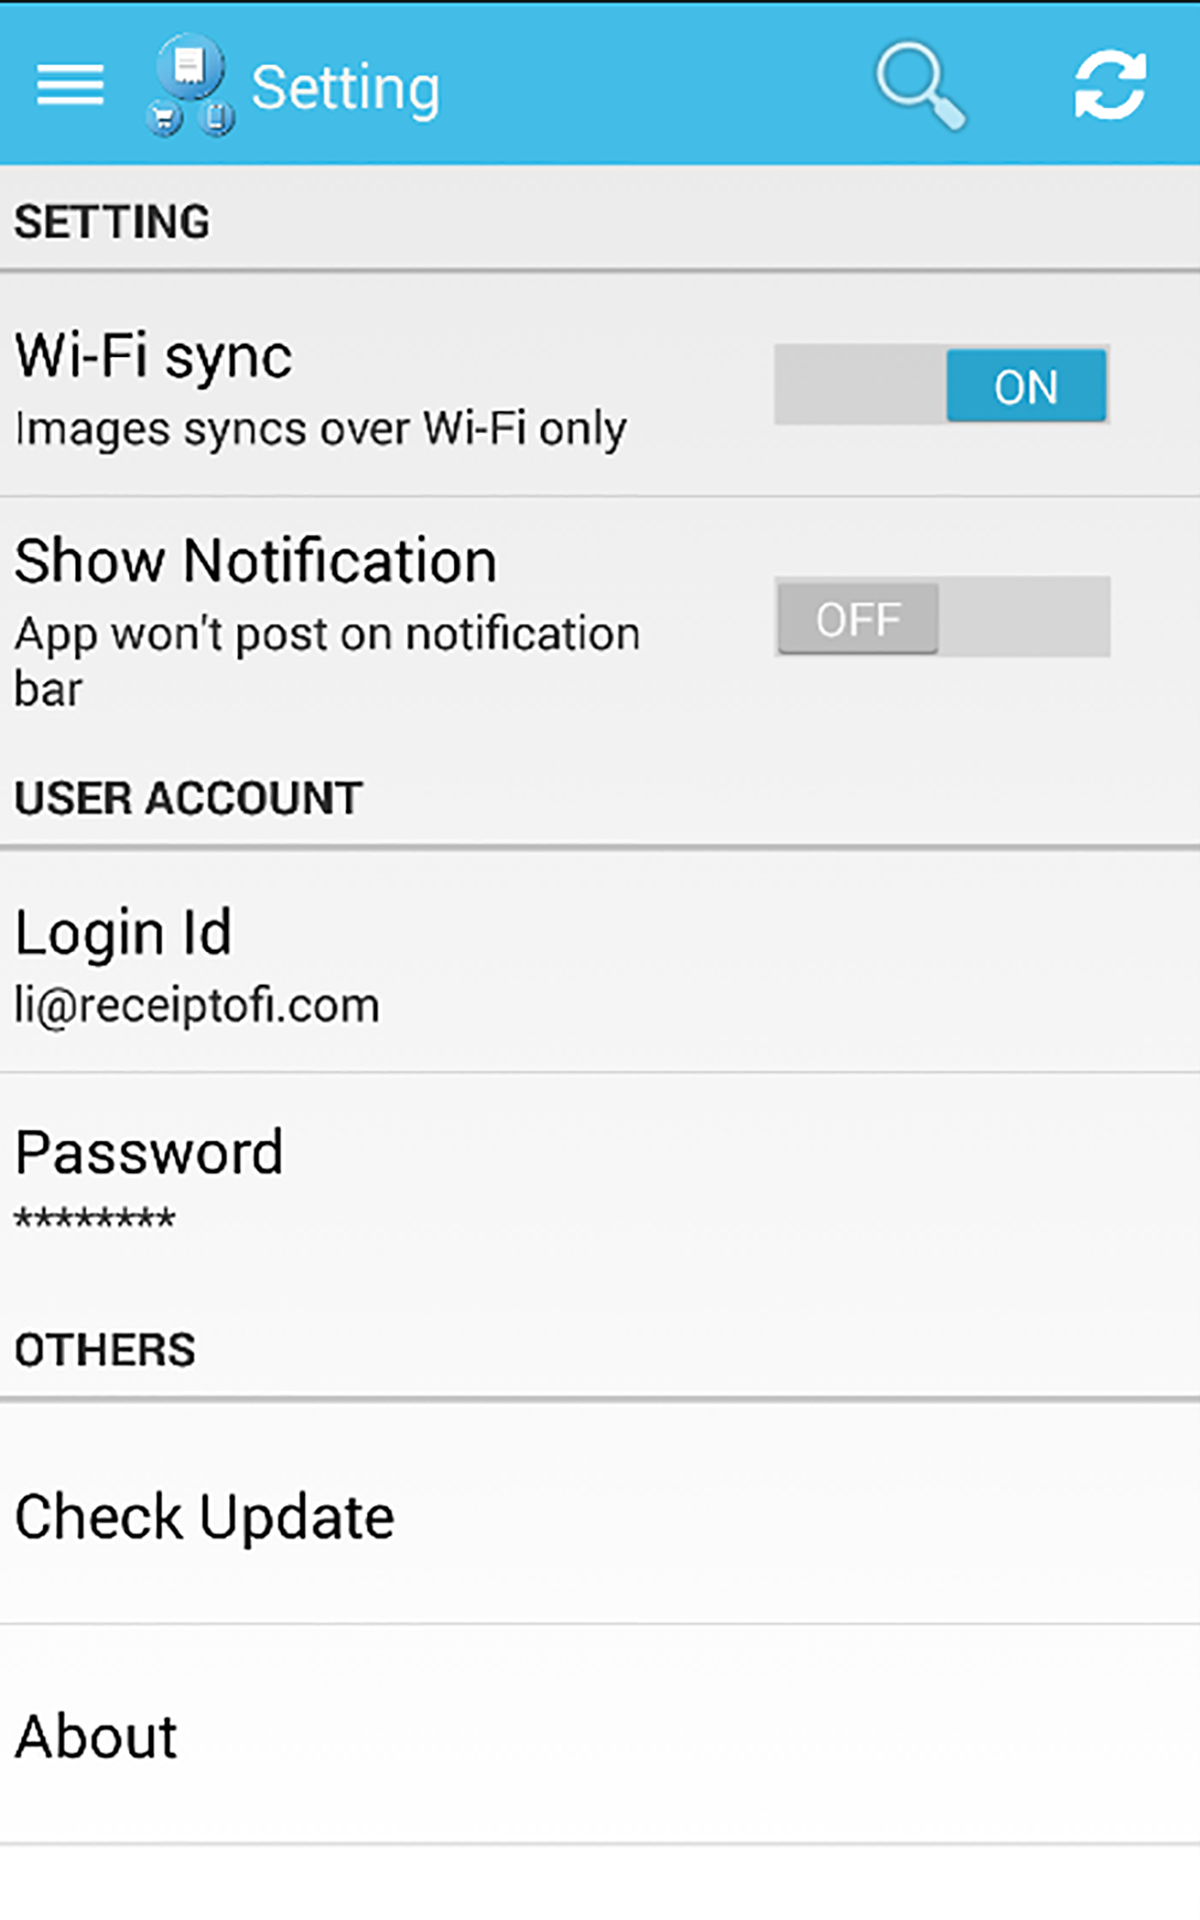 Setting
SETTING
Wi-Fi sync
Images syncs over Wi-Fi only
ON
Show Notification
App won't post on notification
bar
OFF
USER ACCOUNT
Login Id
li@receiptofi.com
Password
********
OTHERS
Check Update
About